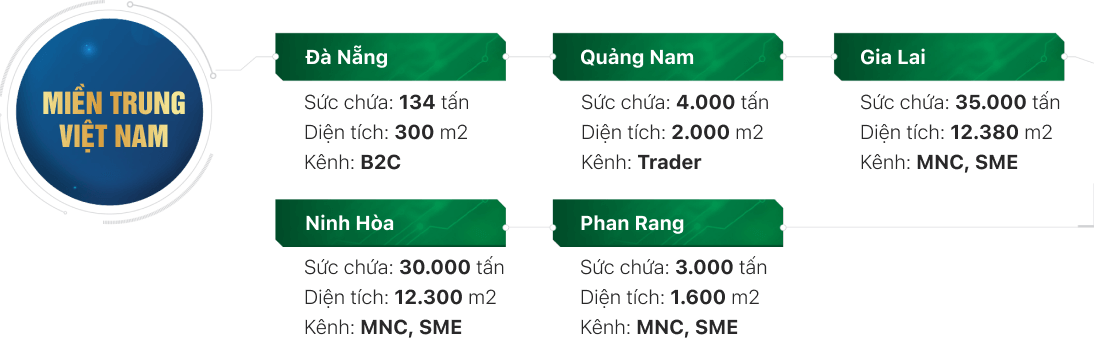 MIỀN TRUNG
VIỆT NAM
Đà Nẵng
Sức chứa: 134 tấn
Diện tích: 300 m2
Kênh: B2C
Quảng Nam
Sức chứa: 4.000 tấn
Diện tích: 2.000 m2
Kênh: Trader
Gia Lai
Sức chứa: 35.000 tấn
Diện tích: 12.380 m2
Kênh: MNC, SME
Ninh Hòa
Sức chứa: 30.000 tấn
Diện tích: 12.300 m2
Kênh: MNC, SME
Phan Rang
Sức chứa: 3.000 tấn
Diện tích: 1.600 m2
Kênh: MNC, SME